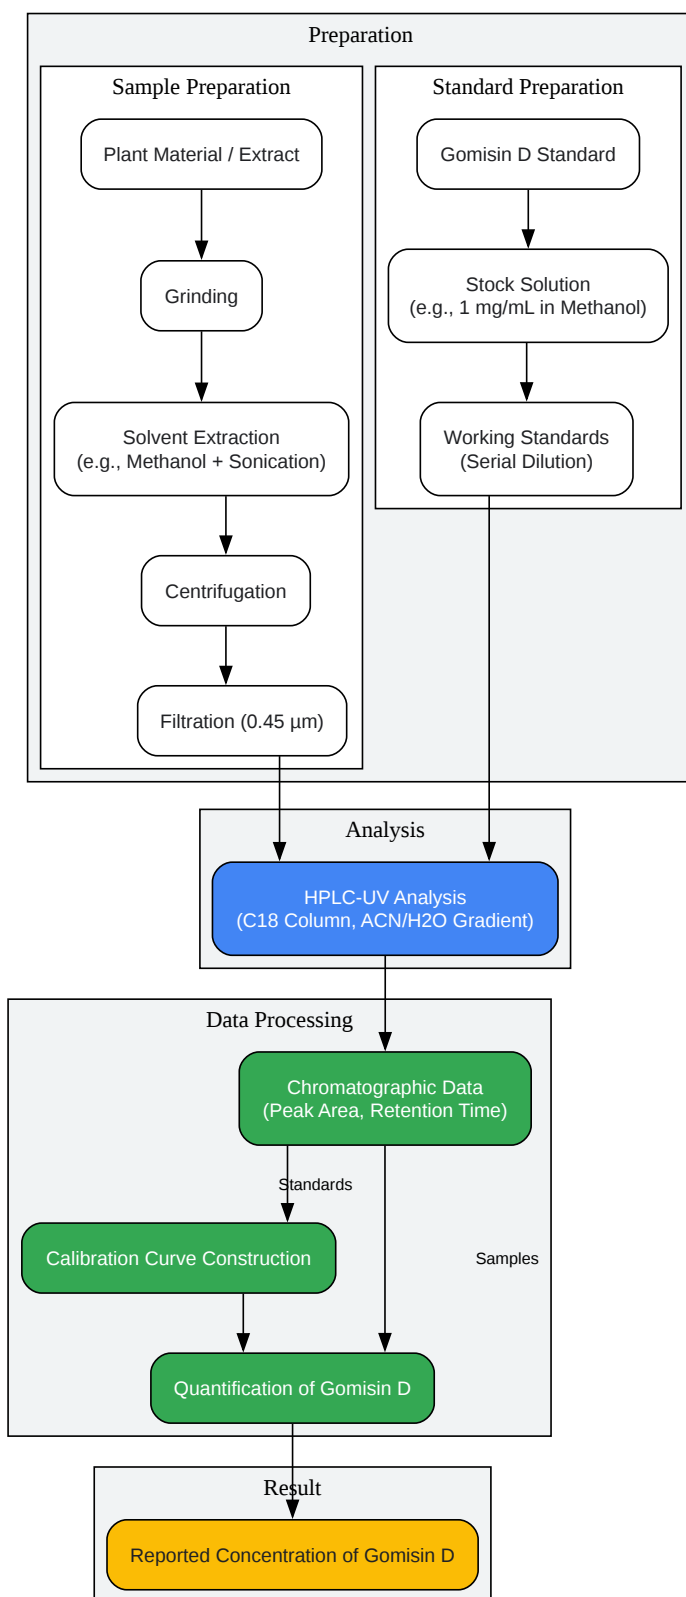 Preparation
Sample Preparation
Plant Material / Extract
Grinding
Solvent Extraction
(e.g., Methanol + Sonication)
Centrifugation
Filtration (0.45 µm)
Standard Preparation
Gomisin D Standard
Stock Solution
(e.g., 1 mg/mL in Methanol)
Working Standards
(Serial Dilution)
Analysis
HPLC-UV Analysis
(C18 Column, ACN/H2O Gradient)
Data Processing
Chromatographic Data
(Peak Area, Retention Time)
Standards
Calibration Curve Construction
Samples
Quantification of Gomisin D
Result
Reported Concentration of Gomisin D